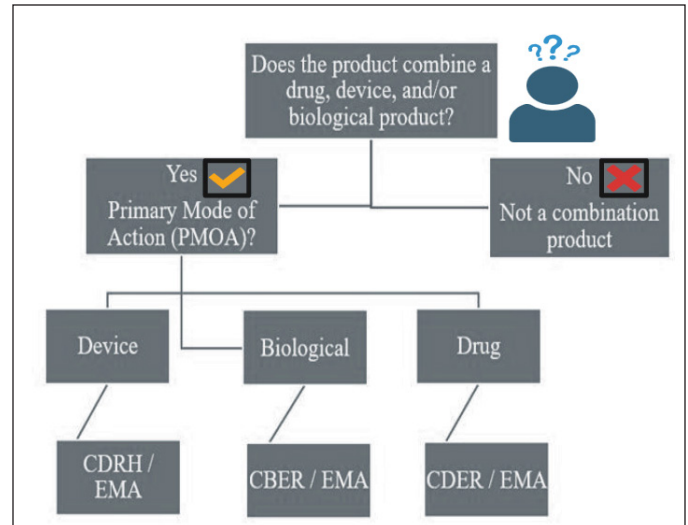 Does the product combine a
drug, device, and/or
biological product?
???
Yes
Primary Mode of
Action (PMOA)?
No
Not a combination
product
Device
Biological
Drug
CDRH /
EMA
CBER / EMA
CDER / EMA